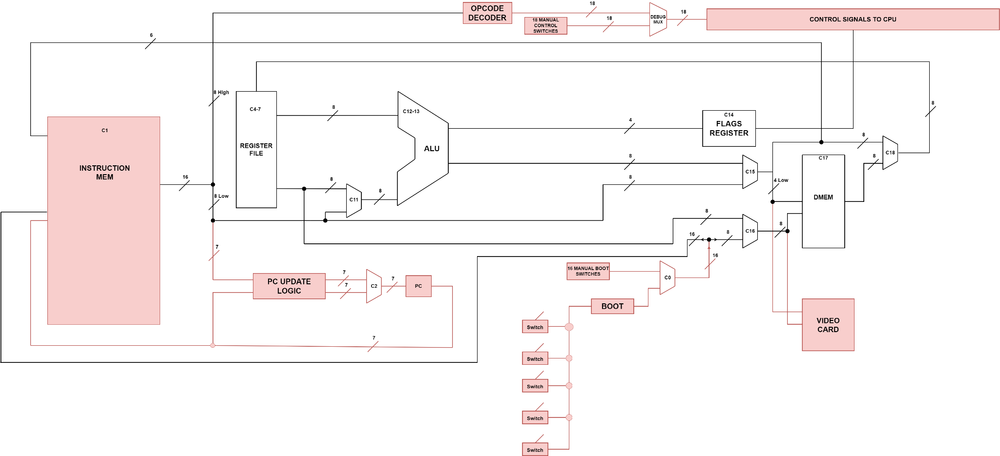 18
OPCODE
DECODER
18 MANUAL
CONTROL
SWITCHES
18
DEBUG
MUX
18
CONTROL SIGNALS TO CPU
6
8 High
C4-7
REGISTER
FILE
8
C12-13
ALU
4
C14
FLAGS
REGISTER
8
8
C18
8
8
C1
INSTRUCTION
MEM
16
8 Low
8
C11
8
8
8
C15
4 Low
C17
DMEM
8
16
8
C16
8
7
PC UPDATE
LOGIC
7
7
C2
7
PC
7
16
16 MANUAL BOOT
SWITCHES
C0
BOOT
Switch
Switch
Switch
Switch
Switch
VIDEO
CARD